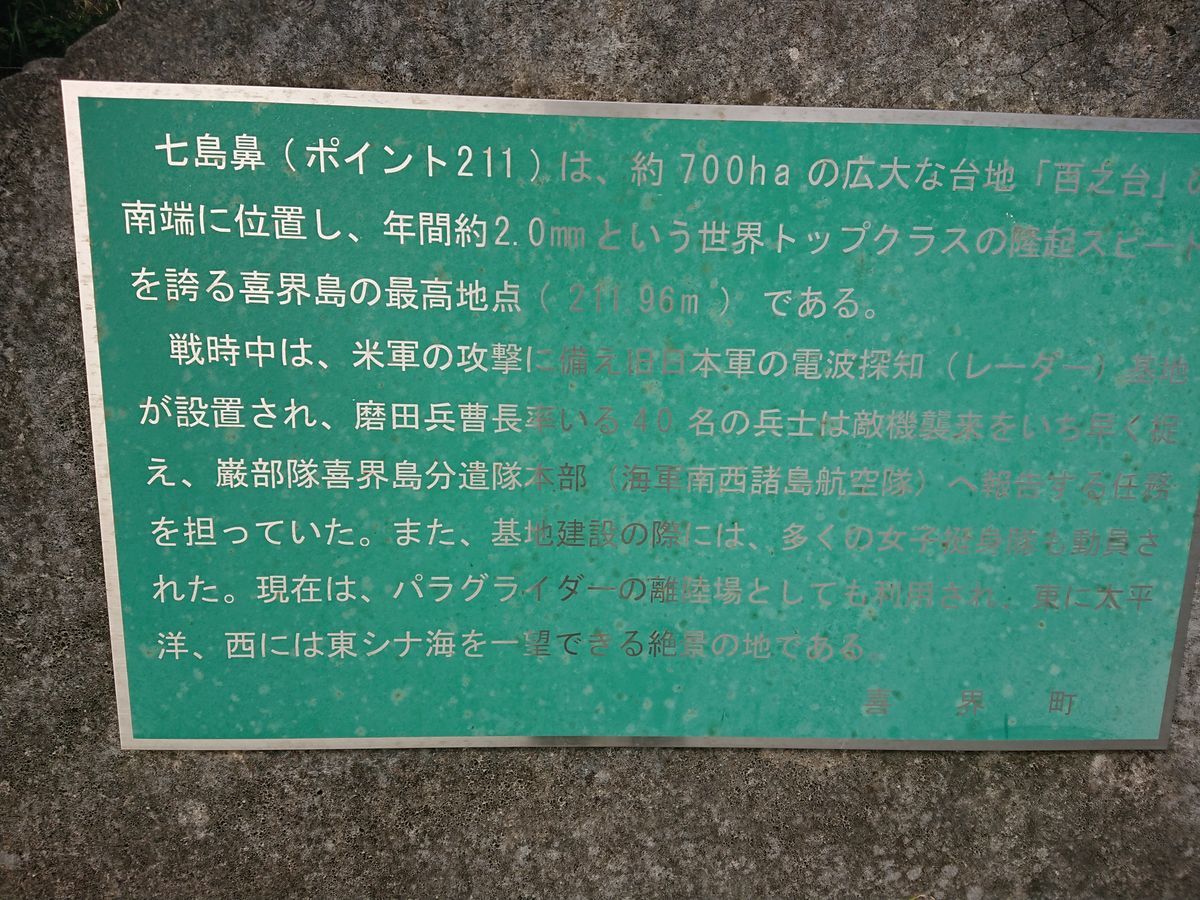 七島鼻(ポイント211)は、約700haの広大な台地「百之台」の
南端に位置し、年間約2.0mmという世界トップクラスの隆起スピード
を誇る喜界島の最高地点(211.96m)である。
戦時中は、米軍の攻撃に備え旧日本軍の電波探知(レーダー)基地
が設置され、磨田兵曹長率いる40名の兵士は敵機襲来をいち早く捉
え、巌部隊喜界島分遣隊本部(海軍南西諸島航空隊)へ報告する任務
を担っていた。また、基地建設の際には、多くの女子挺身隊も動員さ
れた。現在は、パラグライダーの離陸場としても利用され、東に太平
洋、西には東シナ海を一望できる絶景の地である。
喜界町